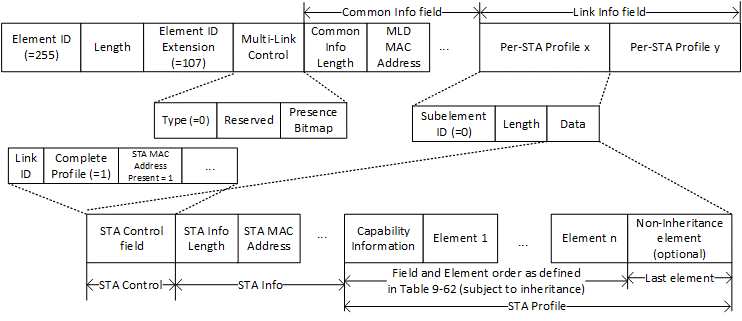 Common Info field
Link Info field
Element ID
(=255)
Length
Element ID
Extension
(=107)
Multi-Link
Control
Common
Info
Length
MLD
MAC
Address
...
Per-STA Profile x
Per-STA Profile y
Type (=0)
Reserved
Presence
Bitmap
Subelement
ID (=0)
Length
Data
Link
ID
Complete
Profile (=1)
STA MAC
Address
Present = 1
...
STA Control
field
STA Info
Length
STA MAC
Address
...
Capability
Information
Element 1
...
Element n
Non-Inheritance
element
(optional)
STA Control
STA Info
Field and Element order as defined
in Table 9-62 (subject to inheritance)
Last element
STA Profile